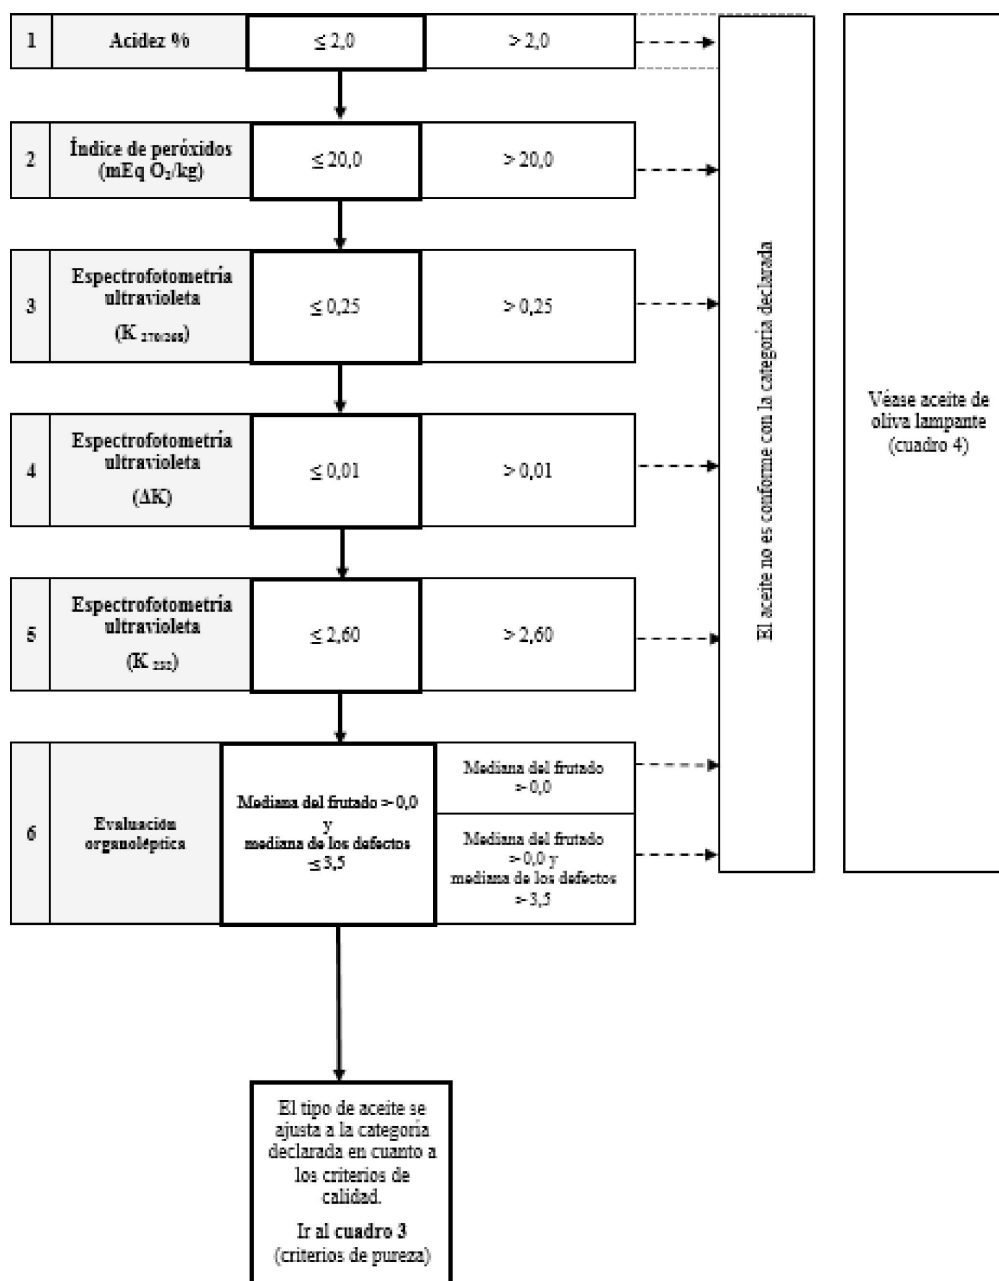 1 Acidez % ≤ 2,0 > 2,0
2 Índice de peróxidos
(mEq O₂/kg) ≤ 20,0 > 20,0
3 Espectrofotometría
ultravioleta
(K 270/268) ≤ 0,25 > 0,25
4 Espectrofotometría
ultravioleta
(ΔK) ≤ 0,01 > 0,01
5 Espectrofotometría
ultravioleta
(K 232) ≤ 2,60 > 2,60
6 Evaluación
organoléptica
Mediana del frutado > 0,0
y
mediana de los defectos
≤ 3,5
Mediana del frutado
> 0,0
Mediana del frutado
> 0,0 y
mediana de los defectos
> 3,5
El aceite no es conforme con la categoría declarada
Véase aceite de
oliva lampante
(cuadro 4)
El tipo de aceite se
ajusta a la categoría
declarada en cuanto a
los criterios de
calidad.
Ir al cuadro 3
(criterios de pureza)